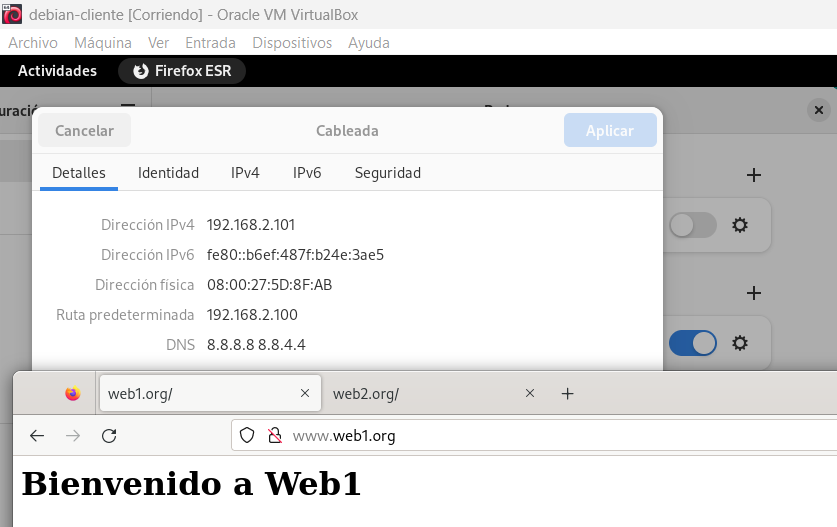 debian-cliente [Corriendo] - Oracle VM VirtualBox
Archivo Máquina Ver Entrada Dispositivos Ayuda
Actividades Firefox ESR
Cancelar Cableada Aplicar
Detalles Identidad IPv4 IPv6 Seguridad
Dirección IPv4 192.168.2.101
Dirección IPv6 fe80::b6ef:487f:b24e:3ae5
Dirección física 08:00:27:5D:8F:AB
Ruta predeterminada 192.168.2.100
DNS 8.8.8.8 8.8.4.4
web1.org/ web2.org/
www.web1.org
Bienvenido a Web1